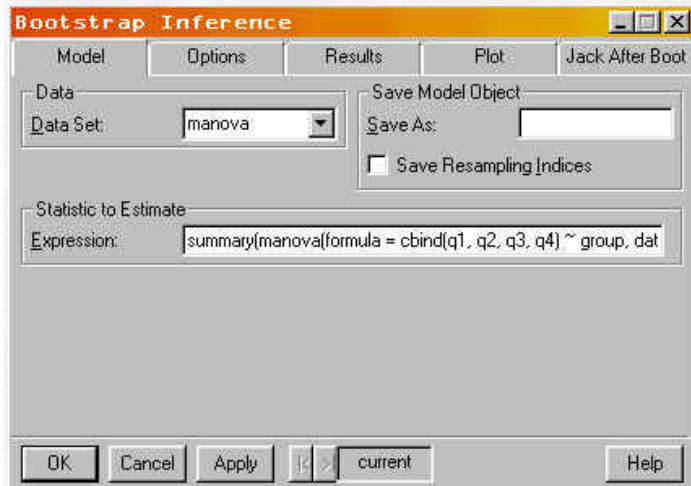 Bootstrap Inference
Model Options Results Plot Jack After Boot
Data
Data Set: manova
Save Model Object
Save As:
Save Resampling Indices
Statistic to Estimate
Expression: summary(manova(formula = cbind(q1, q2, q3, q4) ~ group, dat
OK Cancel Apply current Help